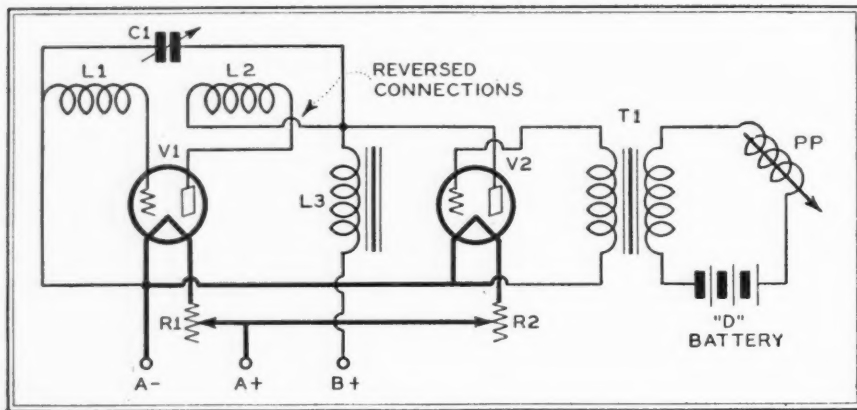 C1
L1
L2
REVERSED
CONNECTIONS
T1
PP
V1
V2
L3
R1
R2
"D"
BATTERY
A-
A+
B+